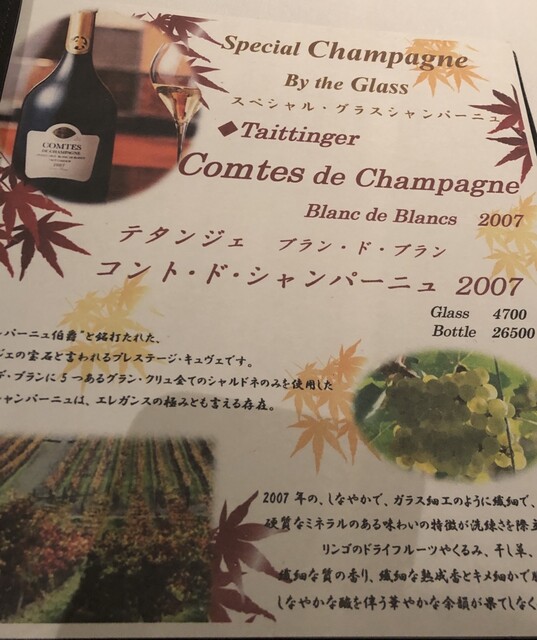 COMTES
DE CHAMPAGNE
2007
Special Champagne
By the Glass
スペシャル・グラスシャンパーニュ
◆Taittinger
Comtes de Champagne
Blanc de Blancs 2007
テタンジェ ブラン・ド・ブラン
コント・ド・シャンパーニュ 2007
Glass 4700
Bottle 26500
パーニュ伯爵"と銘打たれた、
ジェの宝石と言われるプレステージ・キュヴェです。
デ・ブランに5つあるグラン・クリュ全てのシャルドネのみを使用した
シャンパーニュは、エレガンスの極みとも言える存在。
2007年の、しなやかで、ガラス細工のように繊細で、
硬質なミネラルのある味わいの特徴が洗練さを際立
リンゴのドライフルーツやくるみ、干し草、
繊細な質の香り、繊細な熟成香とキメ細かで
しなやかな酸を伴う華やかな余韻が果てしなく